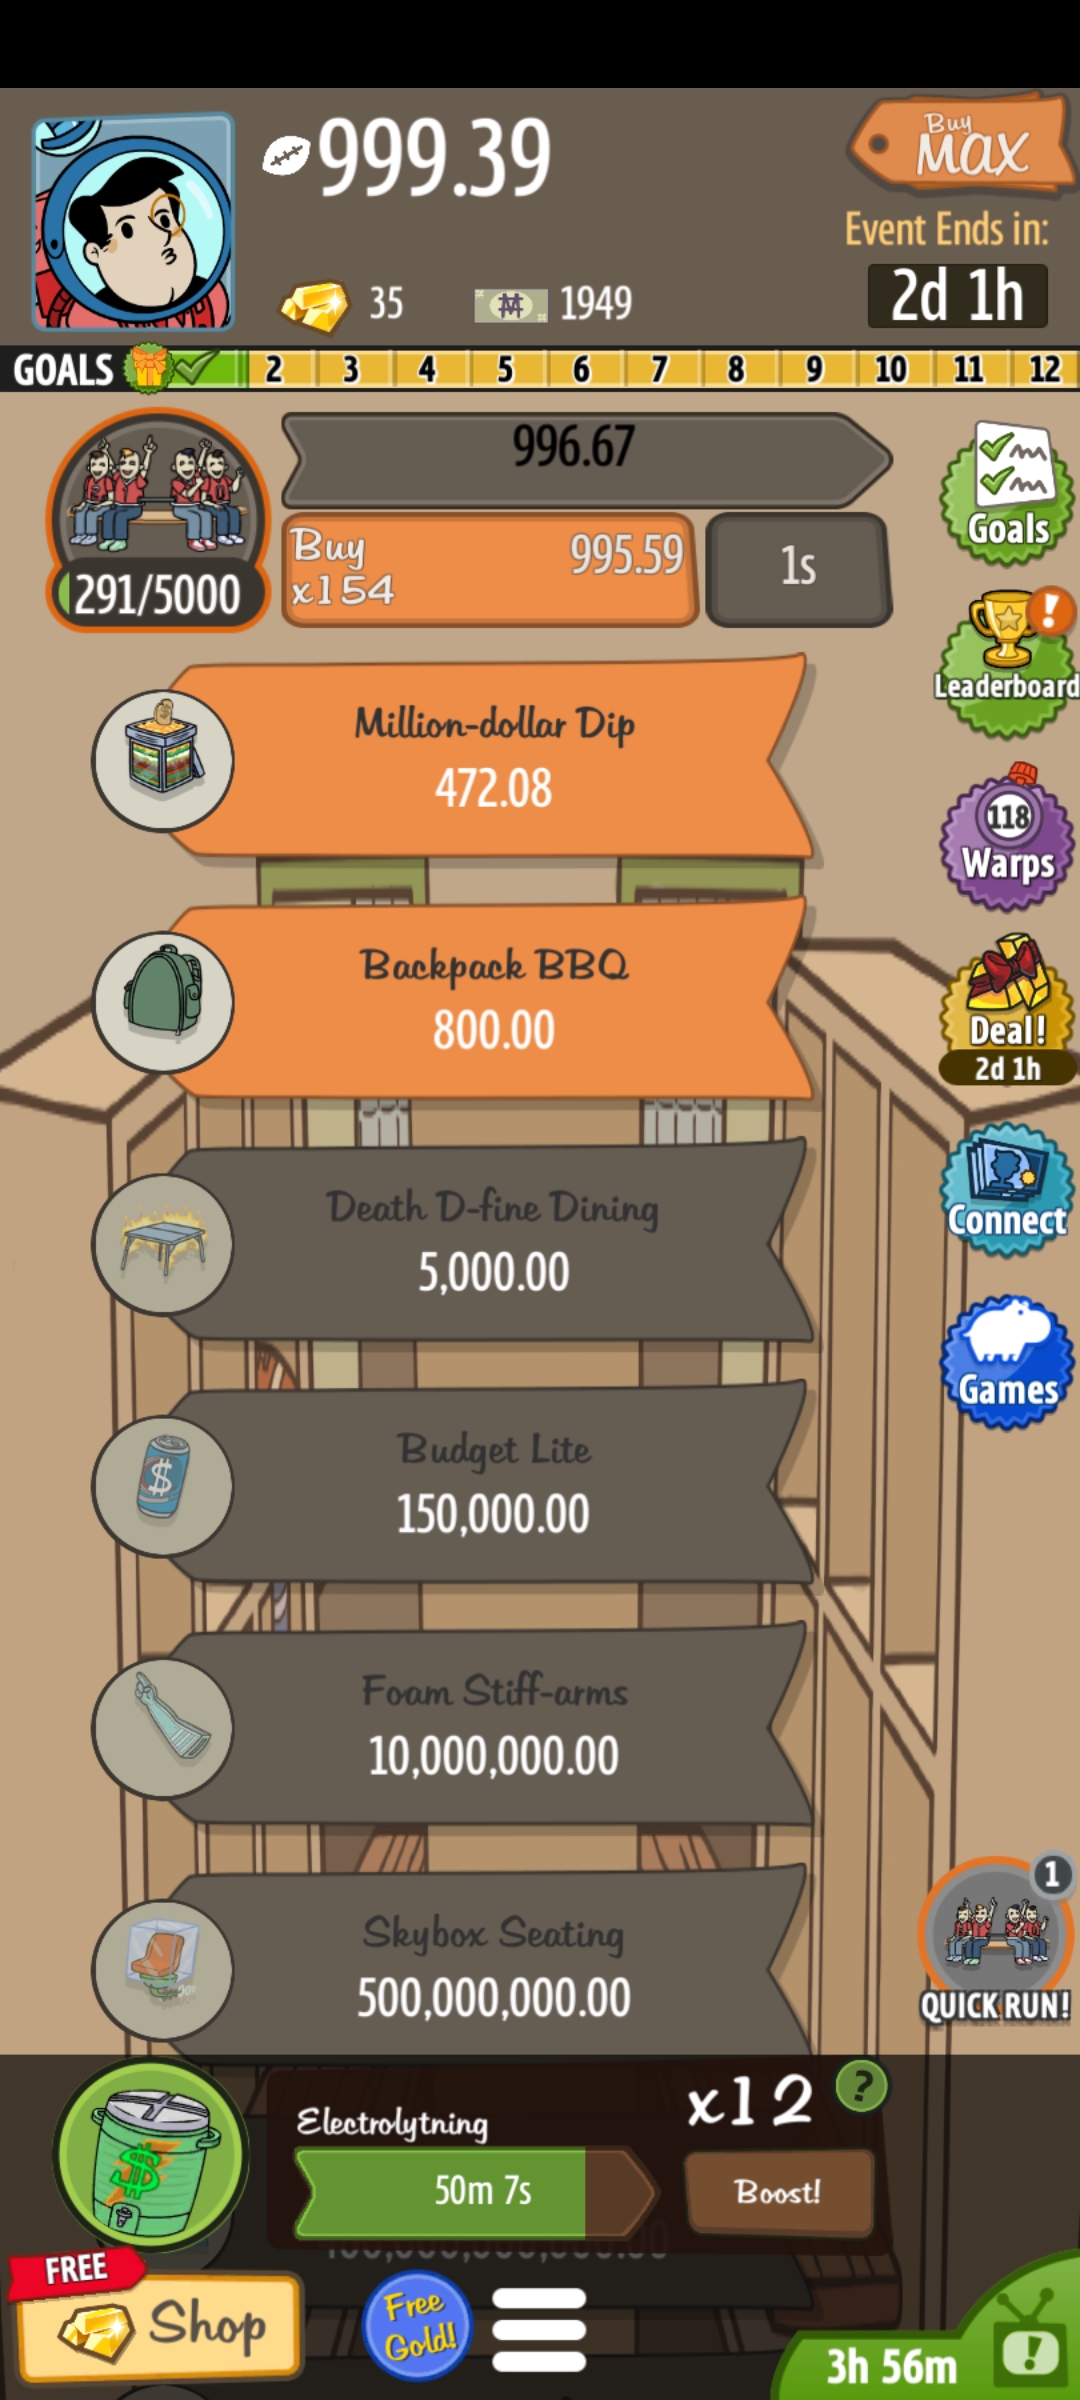 999.39
Buy
MAX
Event Ends in:
2d 1h
35
1949
GOALS 2 3 4 5 6 7 8 9 10 11 12
996.67
291/5000
Buy
x154
995.59
1s
Goals
Leaderboard
Million-dollar Dip
472.08
118
Warps
Backpack BBQ
800.00
Deal!
2d 1h
Death D-fine Dining
5,000.00
Connect
Budget Lite
150,000.00
Games
Foam Stiff-arms
10,000,000.00
Skybox Seating
500,000,000.00
1
QUICK RUN!
Electrolytning
50m 7s
x12
?
Boost!
FREE
Shop
Free
Gold!
3h 56m